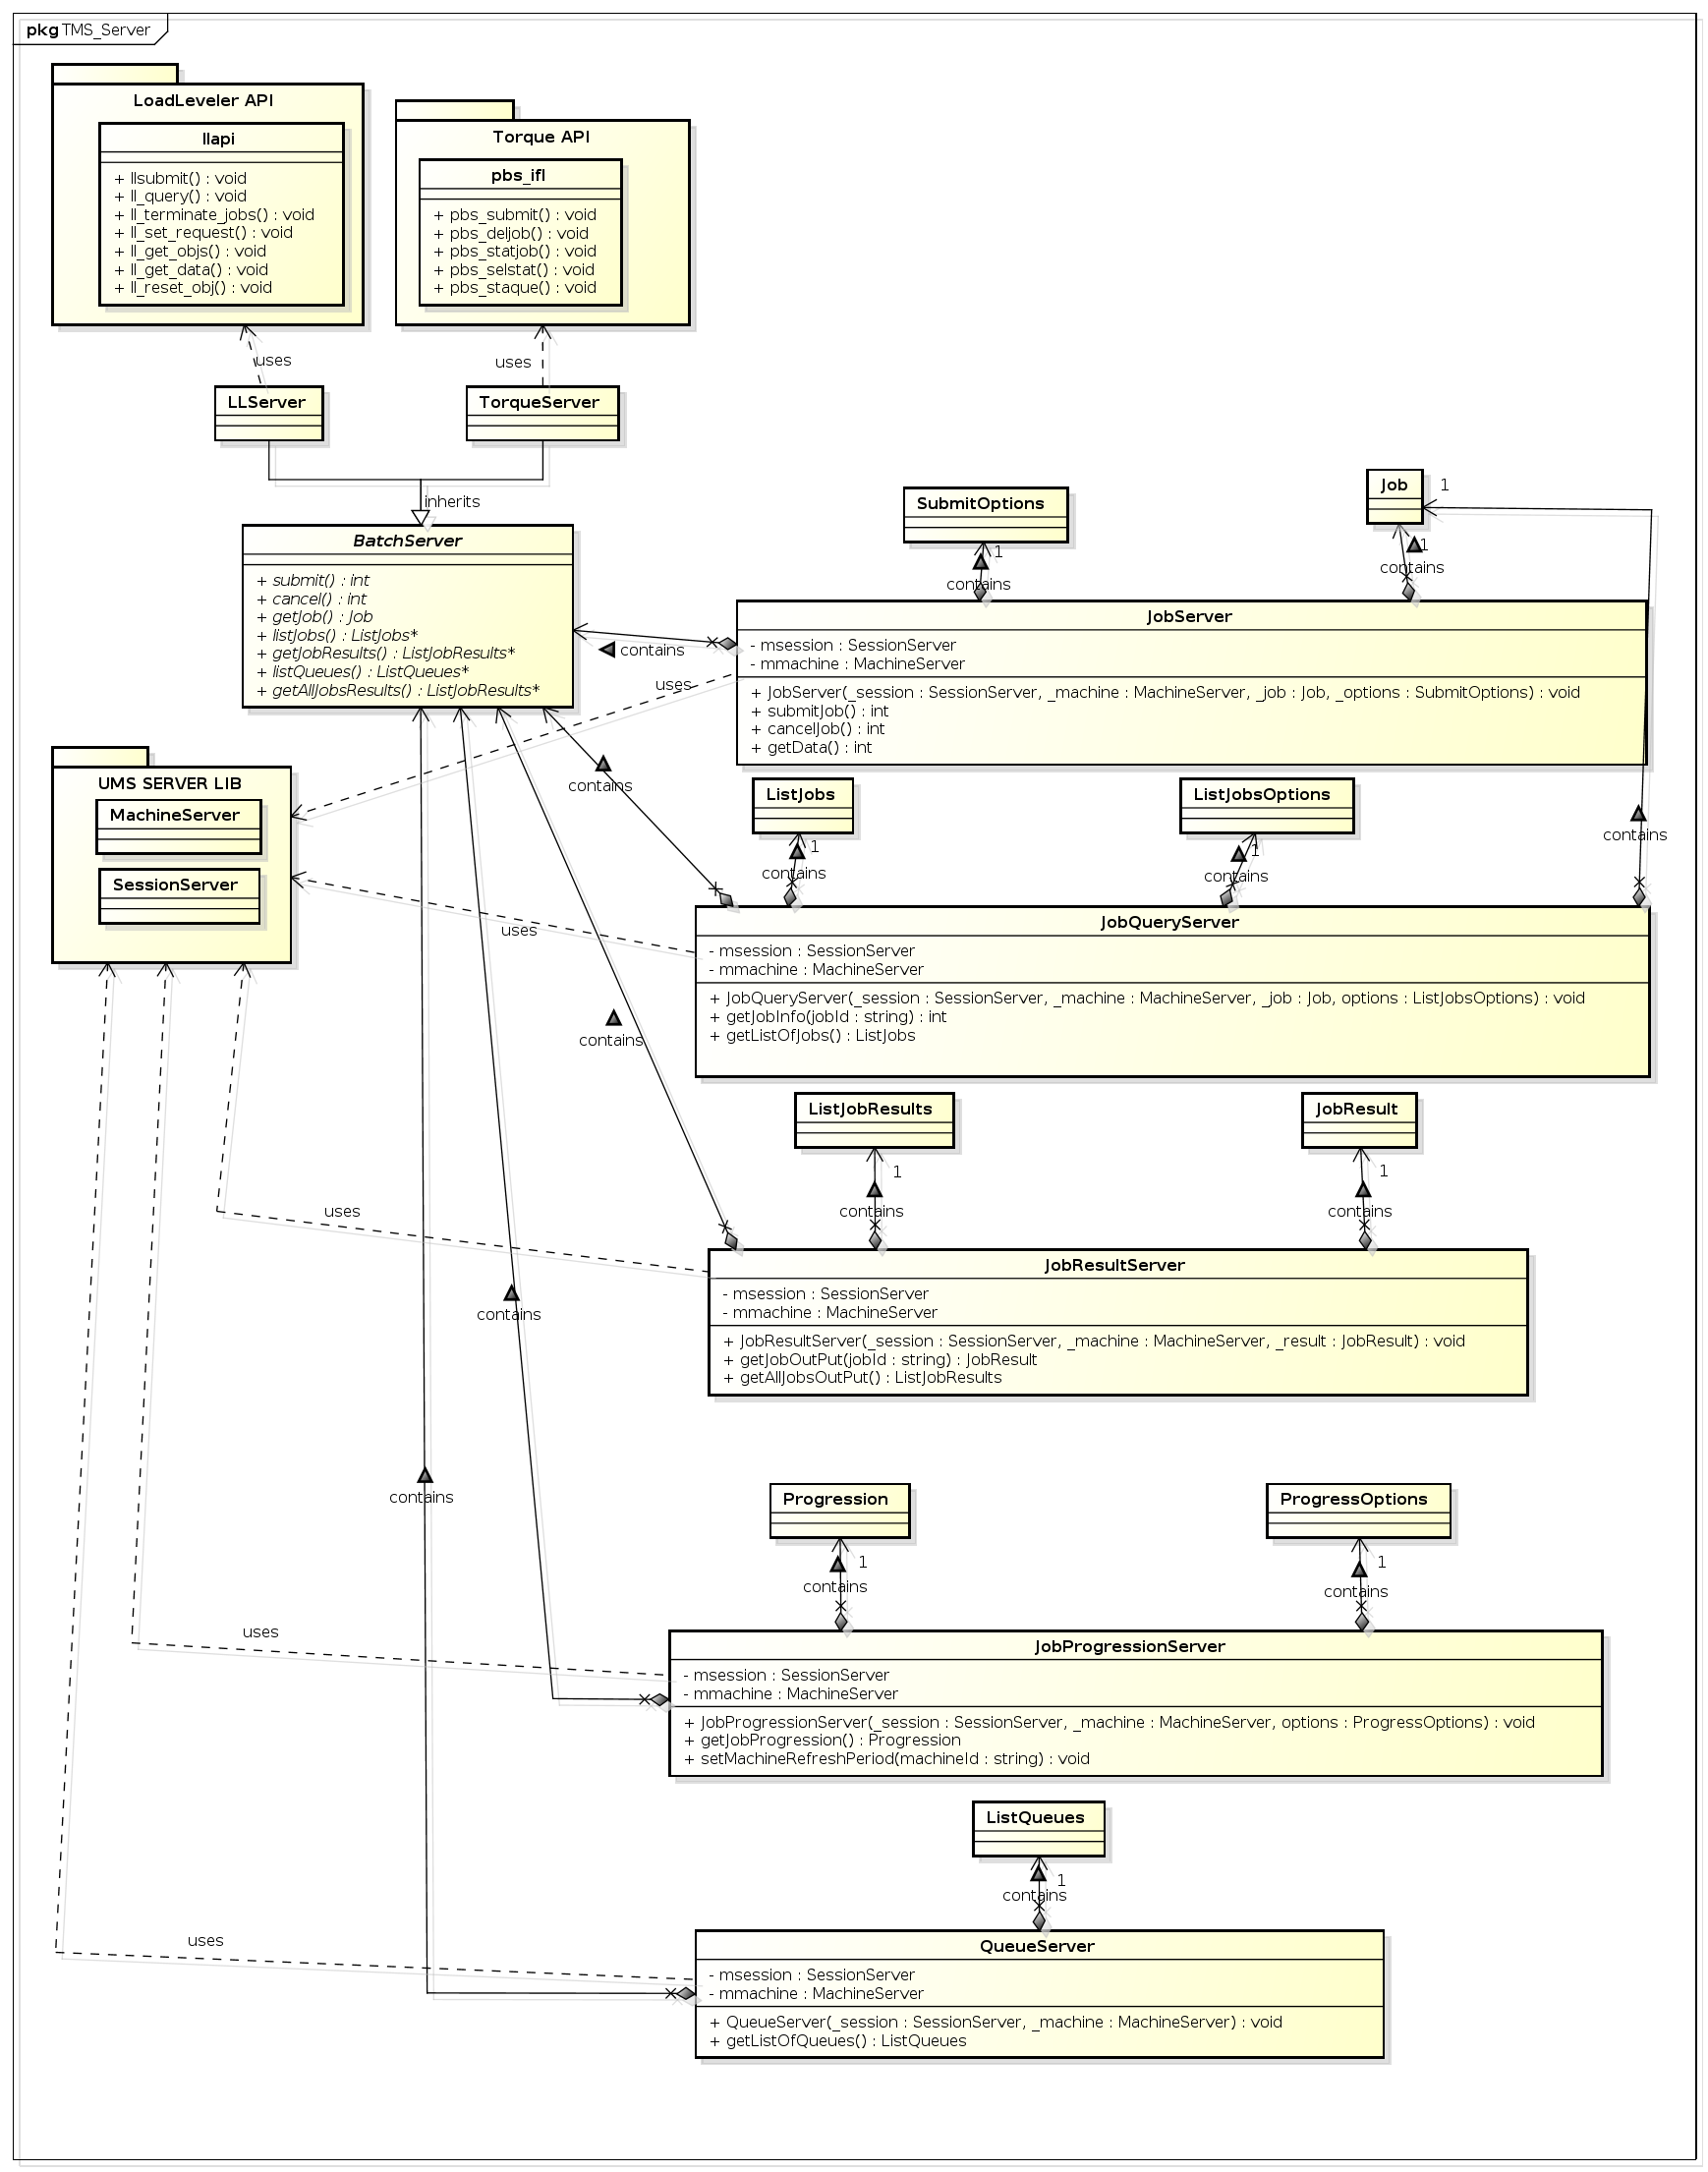 pkg TMS_Server
LoadLeveler API
llapi
+ llsubmit() : void
+ ll_query() : void
+ ll_terminate_jobs() : void
+ ll_set_request() : void
+ ll_get_objs() : void
+ ll_get_data() : void
+ ll_reset_obj() : void
Torque API
pbs_ifl
+ pbs_submit() : void
+ pbs_deljob() : void
+ pbs_statjob() : void
+ pbs_selstat() : void
+ pbs_staque() : void
uses
uses
LLServer
TorqueServer
inherits
BatchServer
+ submit() : int
+ cancel() : int
+ getJob() : Job
+ listJobs() : ListJobs*
+ getJobResults() : ListJobResults*
+ listQueues() : ListQueues*
+ getAllJobsResults() : ListJobResults*
SubmitOptions
1
contains
Job
1
1
contains
JobServer
- msession : SessionServer
- mmachine : MachineServer
+ JobServer(_session : SessionServer, _machine : MachineServer, _job : Job, _options : SubmitOptions) : void
+ submitJob() : int
+ cancelJob() : int
+ getData() : int
contains
uses
contains
UMS SERVER LIB
MachineServer
SessionServer
ListJobs
1
contains
ListJobsOptions
1
contains
contains
uses
JobQueryServer
- msession : SessionServer
- mmachine : MachineServer
+ JobQueryServer(_session : SessionServer, _machine : MachineServer, _job : Job, options : ListJobsOptions) : void
+ getJobInfo(jobId : string) : int
+ getListOfJobs() : ListJobs
contains
ListJobResults
1
contains
JobResult
1
contains
uses
JobResultServer
- msession : SessionServer
- mmachine : MachineServer
+ JobResultServer(_session : SessionServer, _machine : MachineServer, _result : JobResult) : void
+ getJobOutPut(jobId : string) : JobResult
+ getAllJobsOutPut() : ListJobResults
contains
contains
Progression
1
contains
ProgressOptions
1
contains
uses
JobProgressionServer
- msession : SessionServer
- mmachine : MachineServer
+ JobProgressionServer(_session : SessionServer, _machine : MachineServer, options : ProgressOptions) : void
+ getJobProgression() : Progression
+ setMachineRefreshPeriod(machineId : string) : void
ListQueues
1
contains
uses
QueueServer
- msession : SessionServer
- mmachine : MachineServer
+ QueueServer(_session : SessionServer, _machine : MachineServer) : void
+ getListOfQueues() : ListQueues